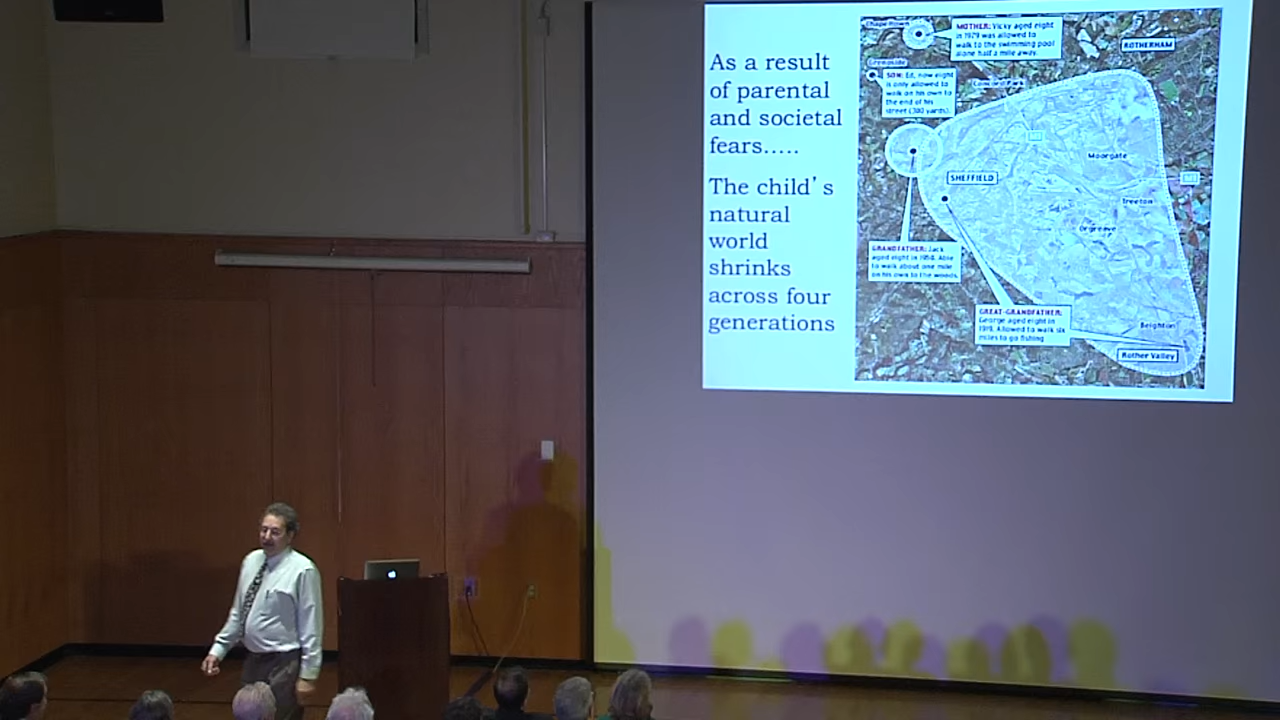 As a result
of parental
and societal
fears.....
The child's
natural
world
shrinks
across four
generations
MOTHER: Vicky aged eight
in 1979 was allowed to
walk to the swimming pool
alone half a mile away.
ROTHERHAM
Grenoside
SON: Ed, now eight
is only allowed to
walk on his own to
the end of his
street (300 yards).
Concord Park
Moorgate
SHEFFIELD
Treeton
Orgreave
GRANDFATHER: Jack
aged eight in 1950. Able
to walk about one mile
on his own to the woods.
GREAT-GRANDFATHER:
George aged eight in
1919. Allowed to walk six
miles to go fishing
Beighton
Rother Valley